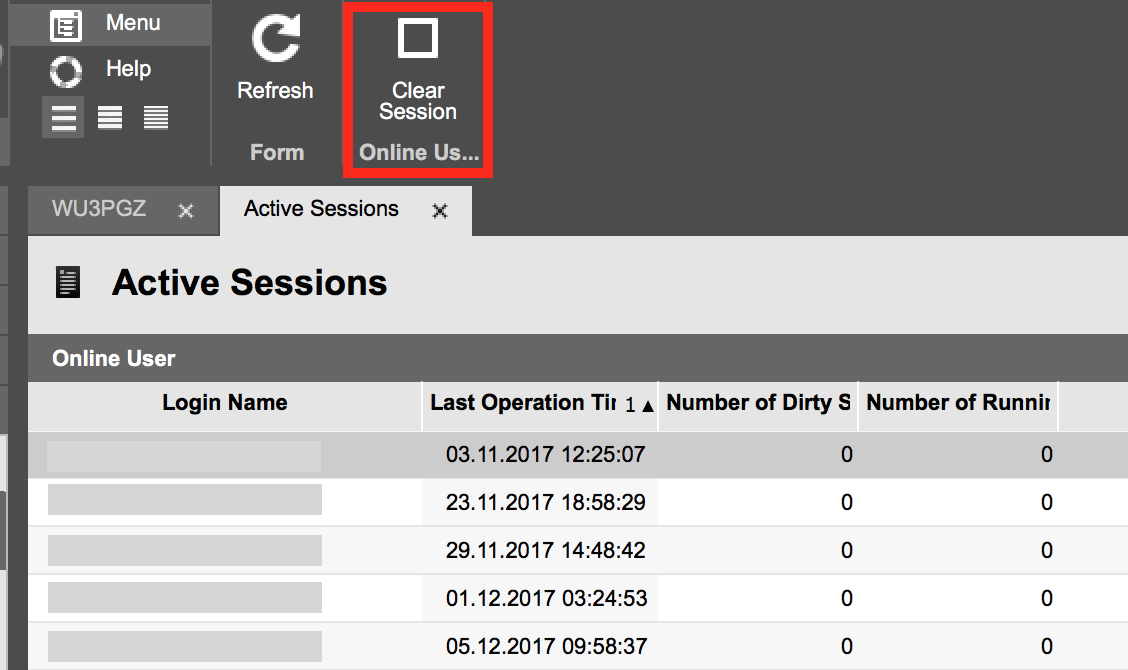 Menu
Help
Refresh
Form
Clear
Session
Online Us...
WU3PGZ
Active Sessions
Active Sessions
Online User
Login Name Last Operation Tir 1 ▲ Number of Dirty S Number of Runnin
03.11.2017 12:25:07 0 0
23.11.2017 18:58:29 0 0
29.11.2017 14:48:42 0 0
01.12.2017 03:24:53 0 0
05.12.2017 09:58:37 0 0